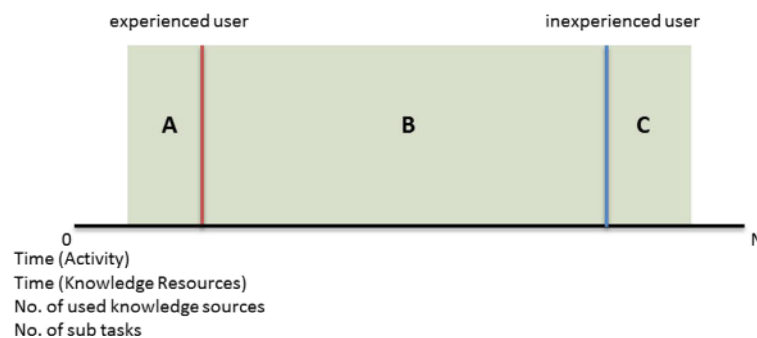 experienced user
inexperienced user
A
B
C
0
N
Time (Activity)
Time (Knowledge Resources)
No. of used knowledge sources
No. of sub tasks